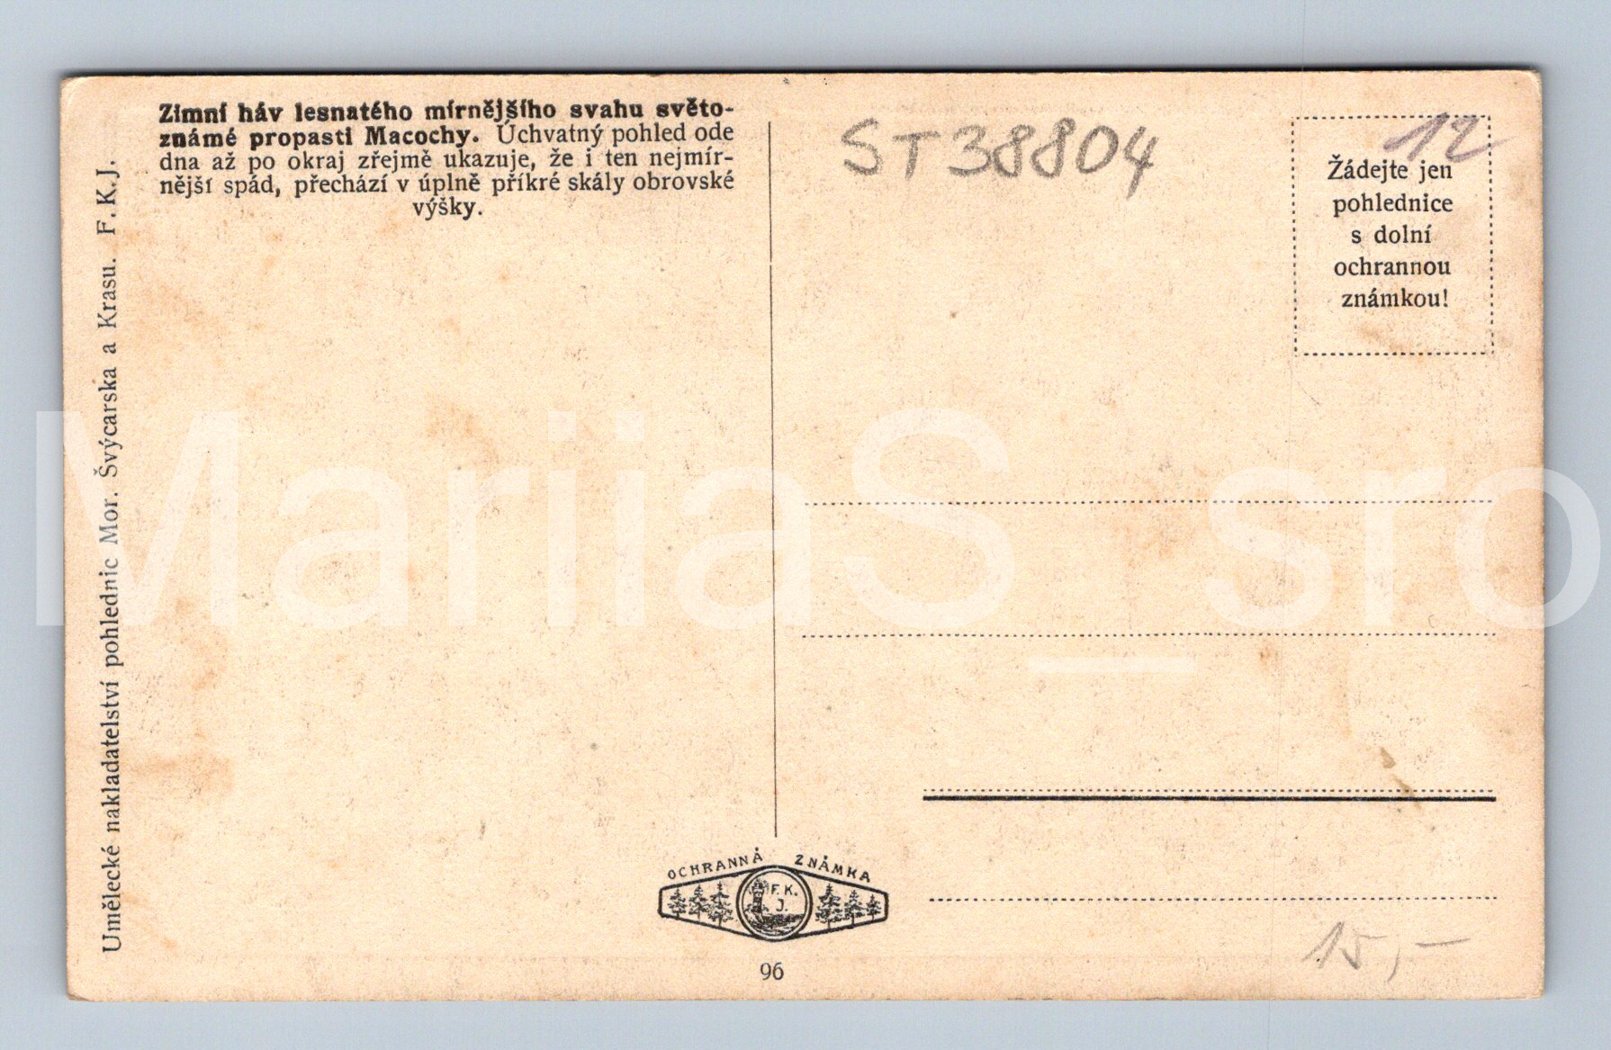 Zimní háv lesnatého mírnějšího svahu světo-
známé propasti Macochy. Úchvatný pohled ode
dna až po okraj zřejmě ukazuje, že i ten nejmír-
nější spád, přechází v úplně příkré skály obrovské
výšky.
Umělecké nakladatelství pohlednic Mor. Švýcarska a Krasu. F. K. J.
ST38804
12
Žádejte jen
pohlednice
s dolní
ochrannou
známkou!
MariiaS_sro
OCHRANNÁ ZNÁMKA
F. K.
J.
96
15,-